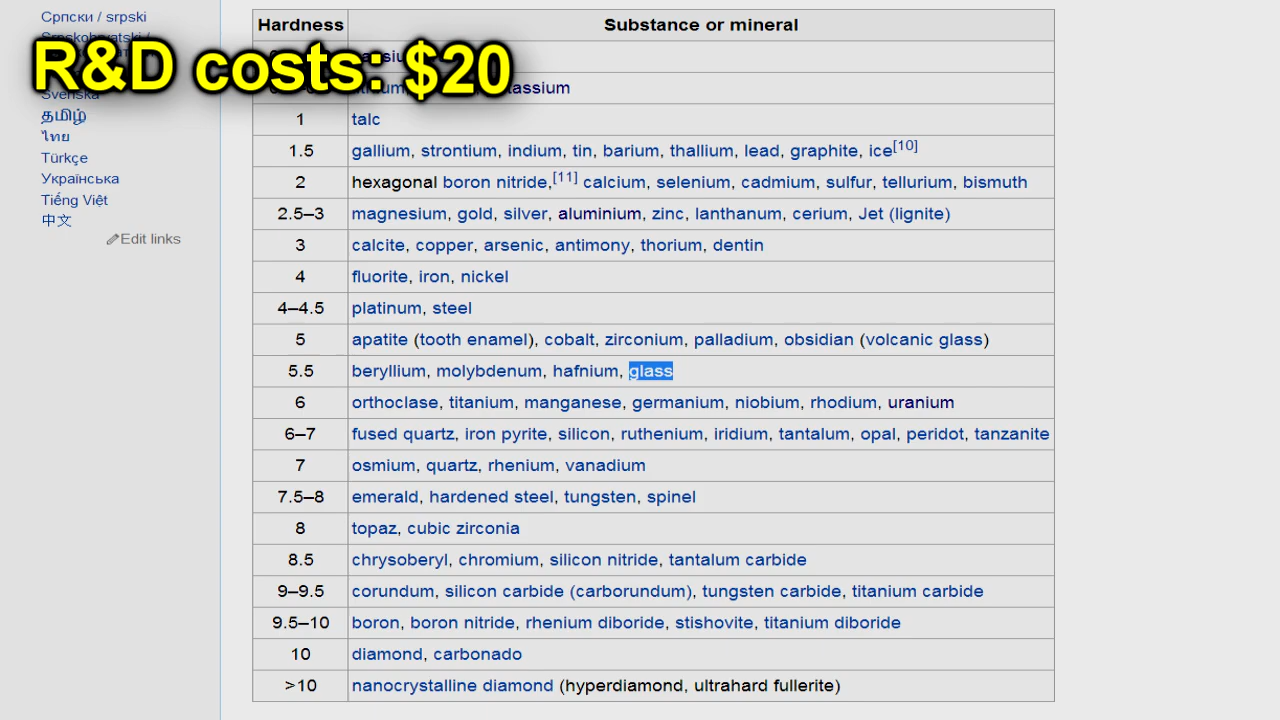 Српски / srpski
R&D costs: $20
Svenska
தமிழ்
ไทย
Türkçe
Українська
Tiếng Việt
中文
Edit links
Hardness Substance or mineral
1 talc
1.5 gallium, strontium, indium, tin, barium, thallium, lead, graphite, ice[10]
2 hexagonal boron nitride,[11] calcium, selenium, cadmium, sulfur, tellurium, bismuth
2.5–3 magnesium, gold, silver, aluminium, zinc, lanthanum, cerium, Jet (lignite)
3 calcite, copper, arsenic, antimony, thorium, dentin
4 fluorite, iron, nickel
4–4.5 platinum, steel
5 apatite (tooth enamel), cobalt, zirconium, palladium, obsidian (volcanic glass)
5.5 beryllium, molybdenum, hafnium, glass
6 orthoclase, titanium, manganese, germanium, niobium, rhodium, uranium
6–7 fused quartz, iron pyrite, silicon, ruthenium, iridium, tantalum, opal, peridot, tanzanite
7 osmium, quartz, rhenium, vanadium
7.5–8 emerald, hardened steel, tungsten, spinel
8 topaz, cubic zirconia
8.5 chrysoberyl, chromium, silicon nitride, tantalum carbide
9–9.5 corundum, silicon carbide (carborundum), tungsten carbide, titanium carbide
9.5–10 boron, boron nitride, rhenium diboride, stishovite, titanium diboride
10 diamond, carbonado
>10 nanocrystalline diamond (hyperdiamond, ultrahard fullerite)